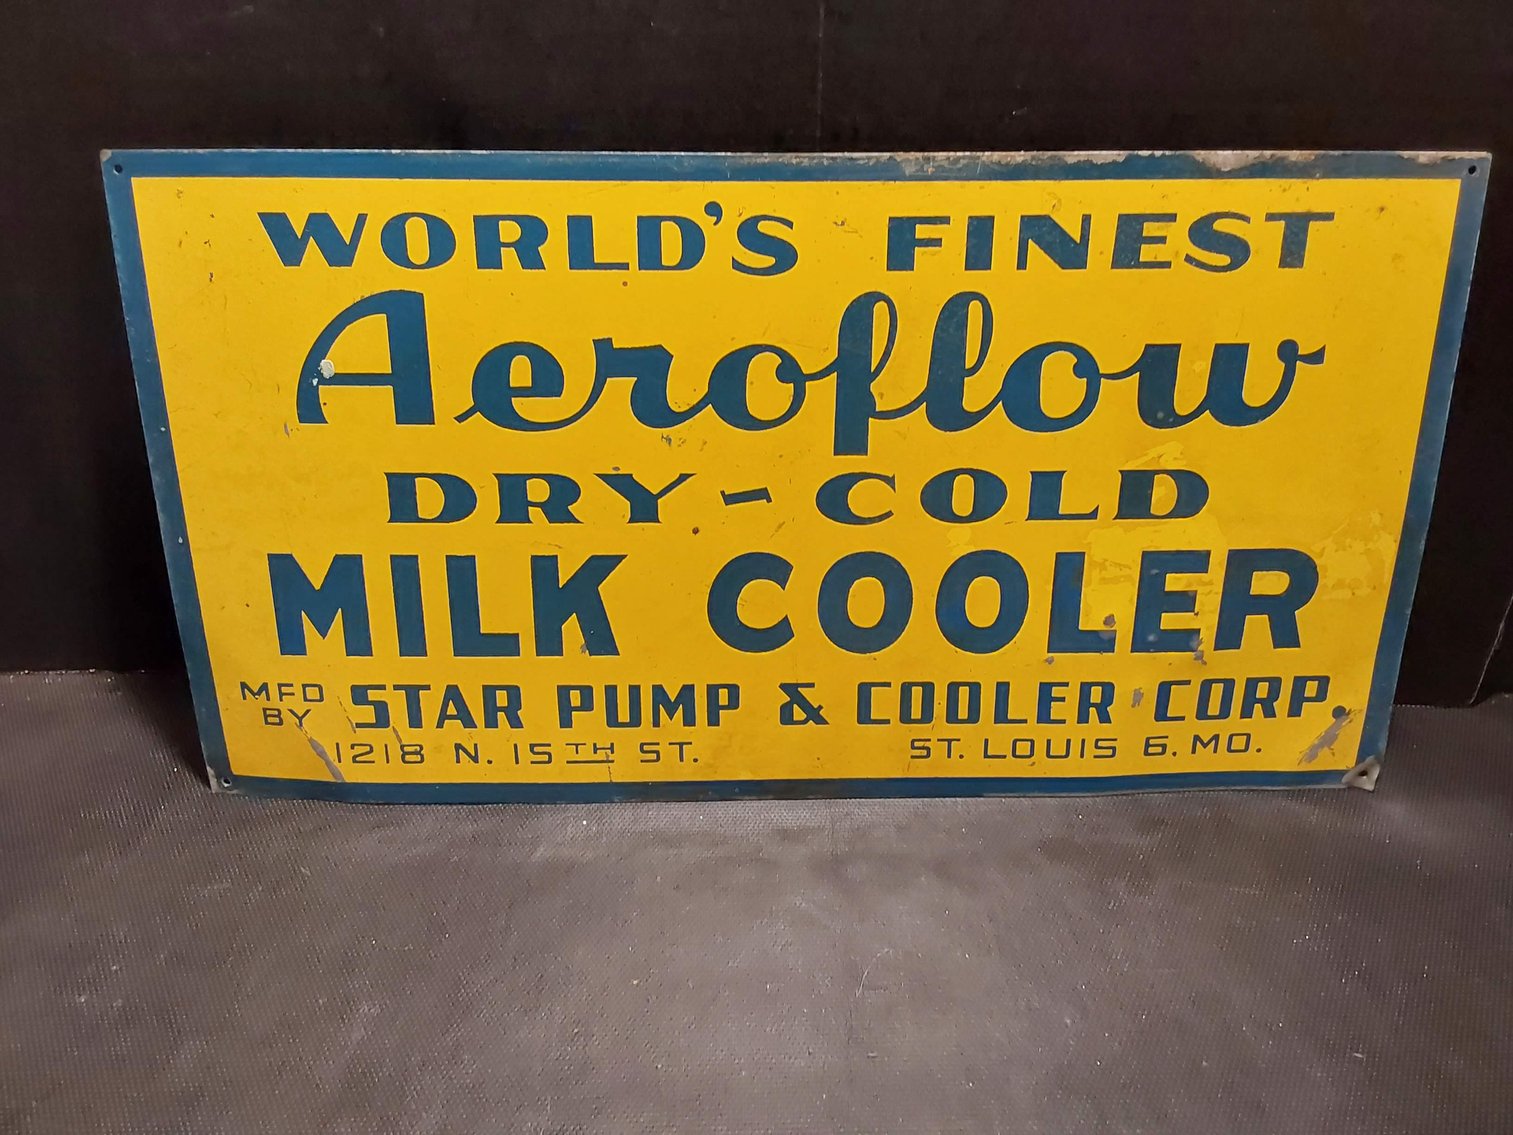 WORLD'S FINEST
Aeroflow
DRY-COLD
MILK COOLER
MFD BY STAR PUMP & COOLER CORP.
1218 N. 15TH ST. ST. LOUIS 6. MO.